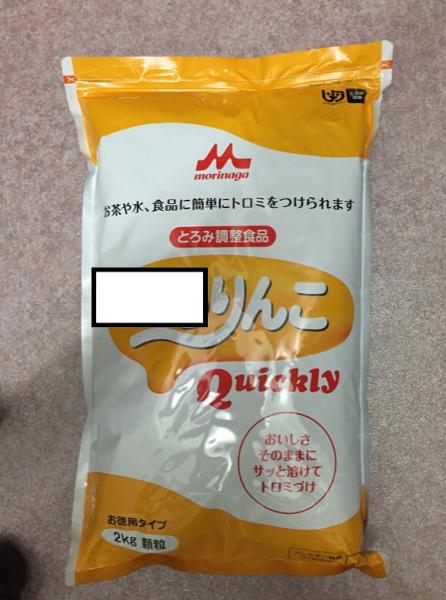 morinaga
お茶や水、食品に簡単にトロミをつけられます
とろみ調整食品
りんこ
Quickly
おいしさ
そのままに
サッと溶けて
トロミづけ
お徳用タイプ
2kg 顆粒